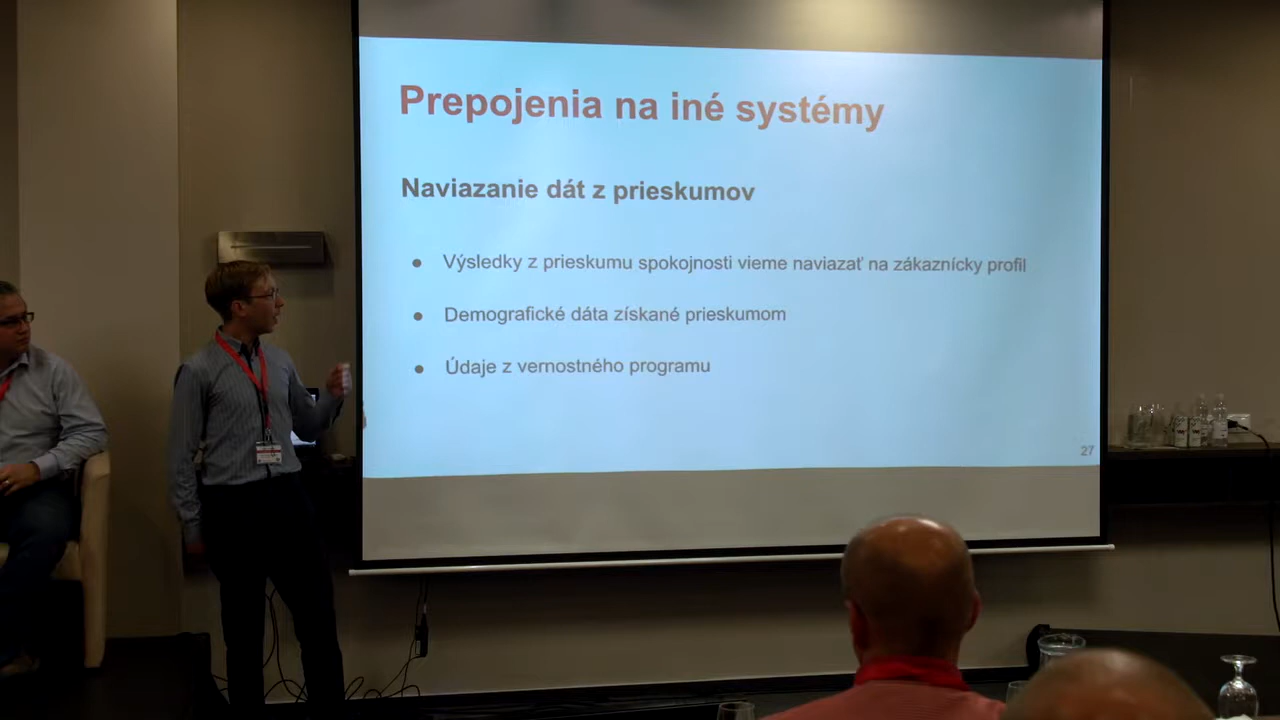 Prepojenia na iné systémy
Naviazanie dát z prieskumov
● Výsledky z prieskumu spokojnosti vieme naviazať na zákaznícky profil
● Demografické dáta získané prieskumom
● Údaje z vernostného programu
27